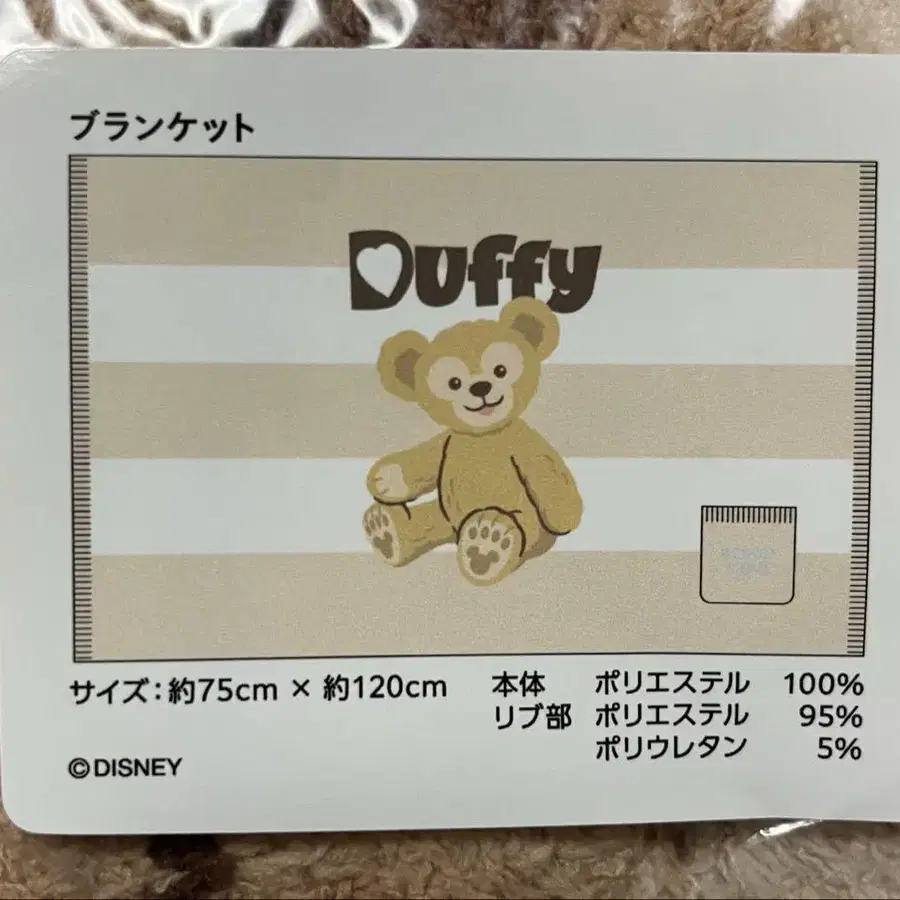 ブランケット
Duffy
サイズ：約75cm × 約120cm
本体 ポリエステル 100%
リブ部 ポリエステル 95%
ポリウレタン 5%
©DISNEY